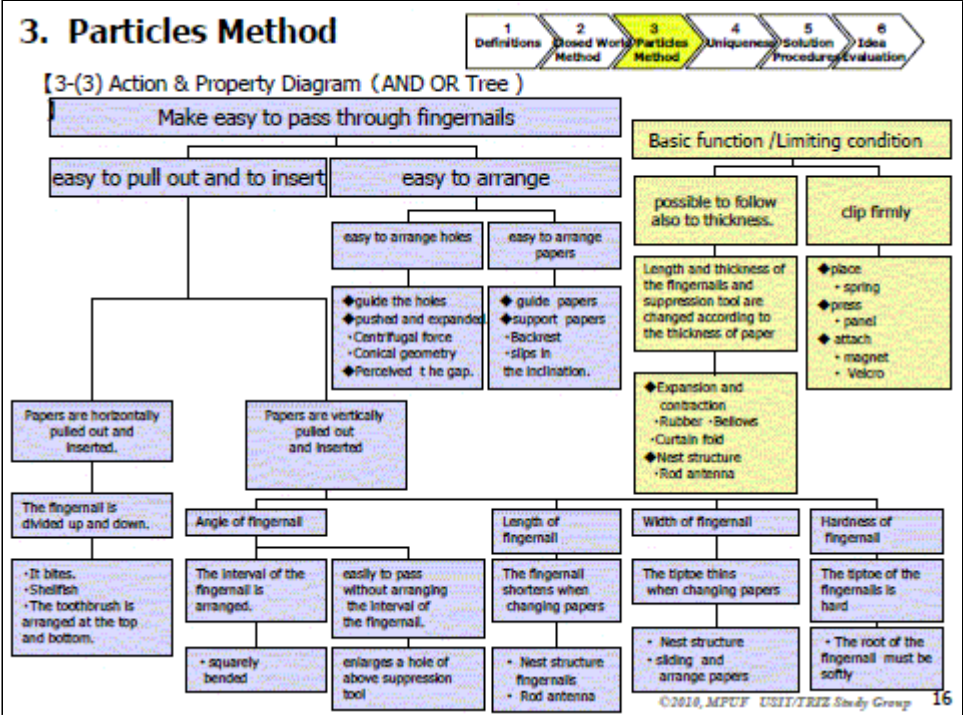 3. Particles Method
1
Definitions
2
Closed World
Method
3
Particles
Method
4
Uniqueness
5
Solution
Procedures
6
Idea
Evaluation
【3-(3) Action & Property Diagram (AND OR Tree )
】
Make easy to pass through fingernails
Basic function /Limiting condition
easy to pull out and to insert
easy to arrange
possible to follow
also to thickness.
clip firmly
easy to arrange holes
easy to arrange
papers
Length and thickness of
the fingernails and
suppression tool are
changed according to
the thickness of paper
◆place
・spring
◆press
・panel
◆ attach
・magnet
・Velcro
◆guide the holes
◆pushed and expanded
・Centrifugal force
・Conical geometry
◆Perceived t he gap.
◆ guide papers
◆support papers
・Backrest
・slips in
the inclination.
◆Expansion and
contraction
・Rubber ・Bellows
・Curtain fold
◆Nest structure
・Rod antenna
Papers are horizontally
pulled out and
inserted.
Papers are vertically
pulled out
and inserted
The fingernail is
divided up and down.
Angle of fingernail
Length of
fingernail
Width of fingernail
Hardness of
fingernail
・It bites.
・Shellfish
・The toothbrush is
arranged at the top
and bottom.
The interval of the
fingernail is
arranged.
easily to pass
without arranging
the interval of
the fingernail.
The fingernail
shortens when
changing papers
The tiptoe thins
when changing papers
The tiptoe of the
fingernails is
hard
・squarely
bended
enlarges a hole of
above suppression
tool
・ Nest structure
fingernails
・ Rod antenna
・ Nest structure
・ sliding and
arrange papers
・ The root of the
fingernail must be
softly
©2010, MPUF USIT/TRIZ Study Group 16